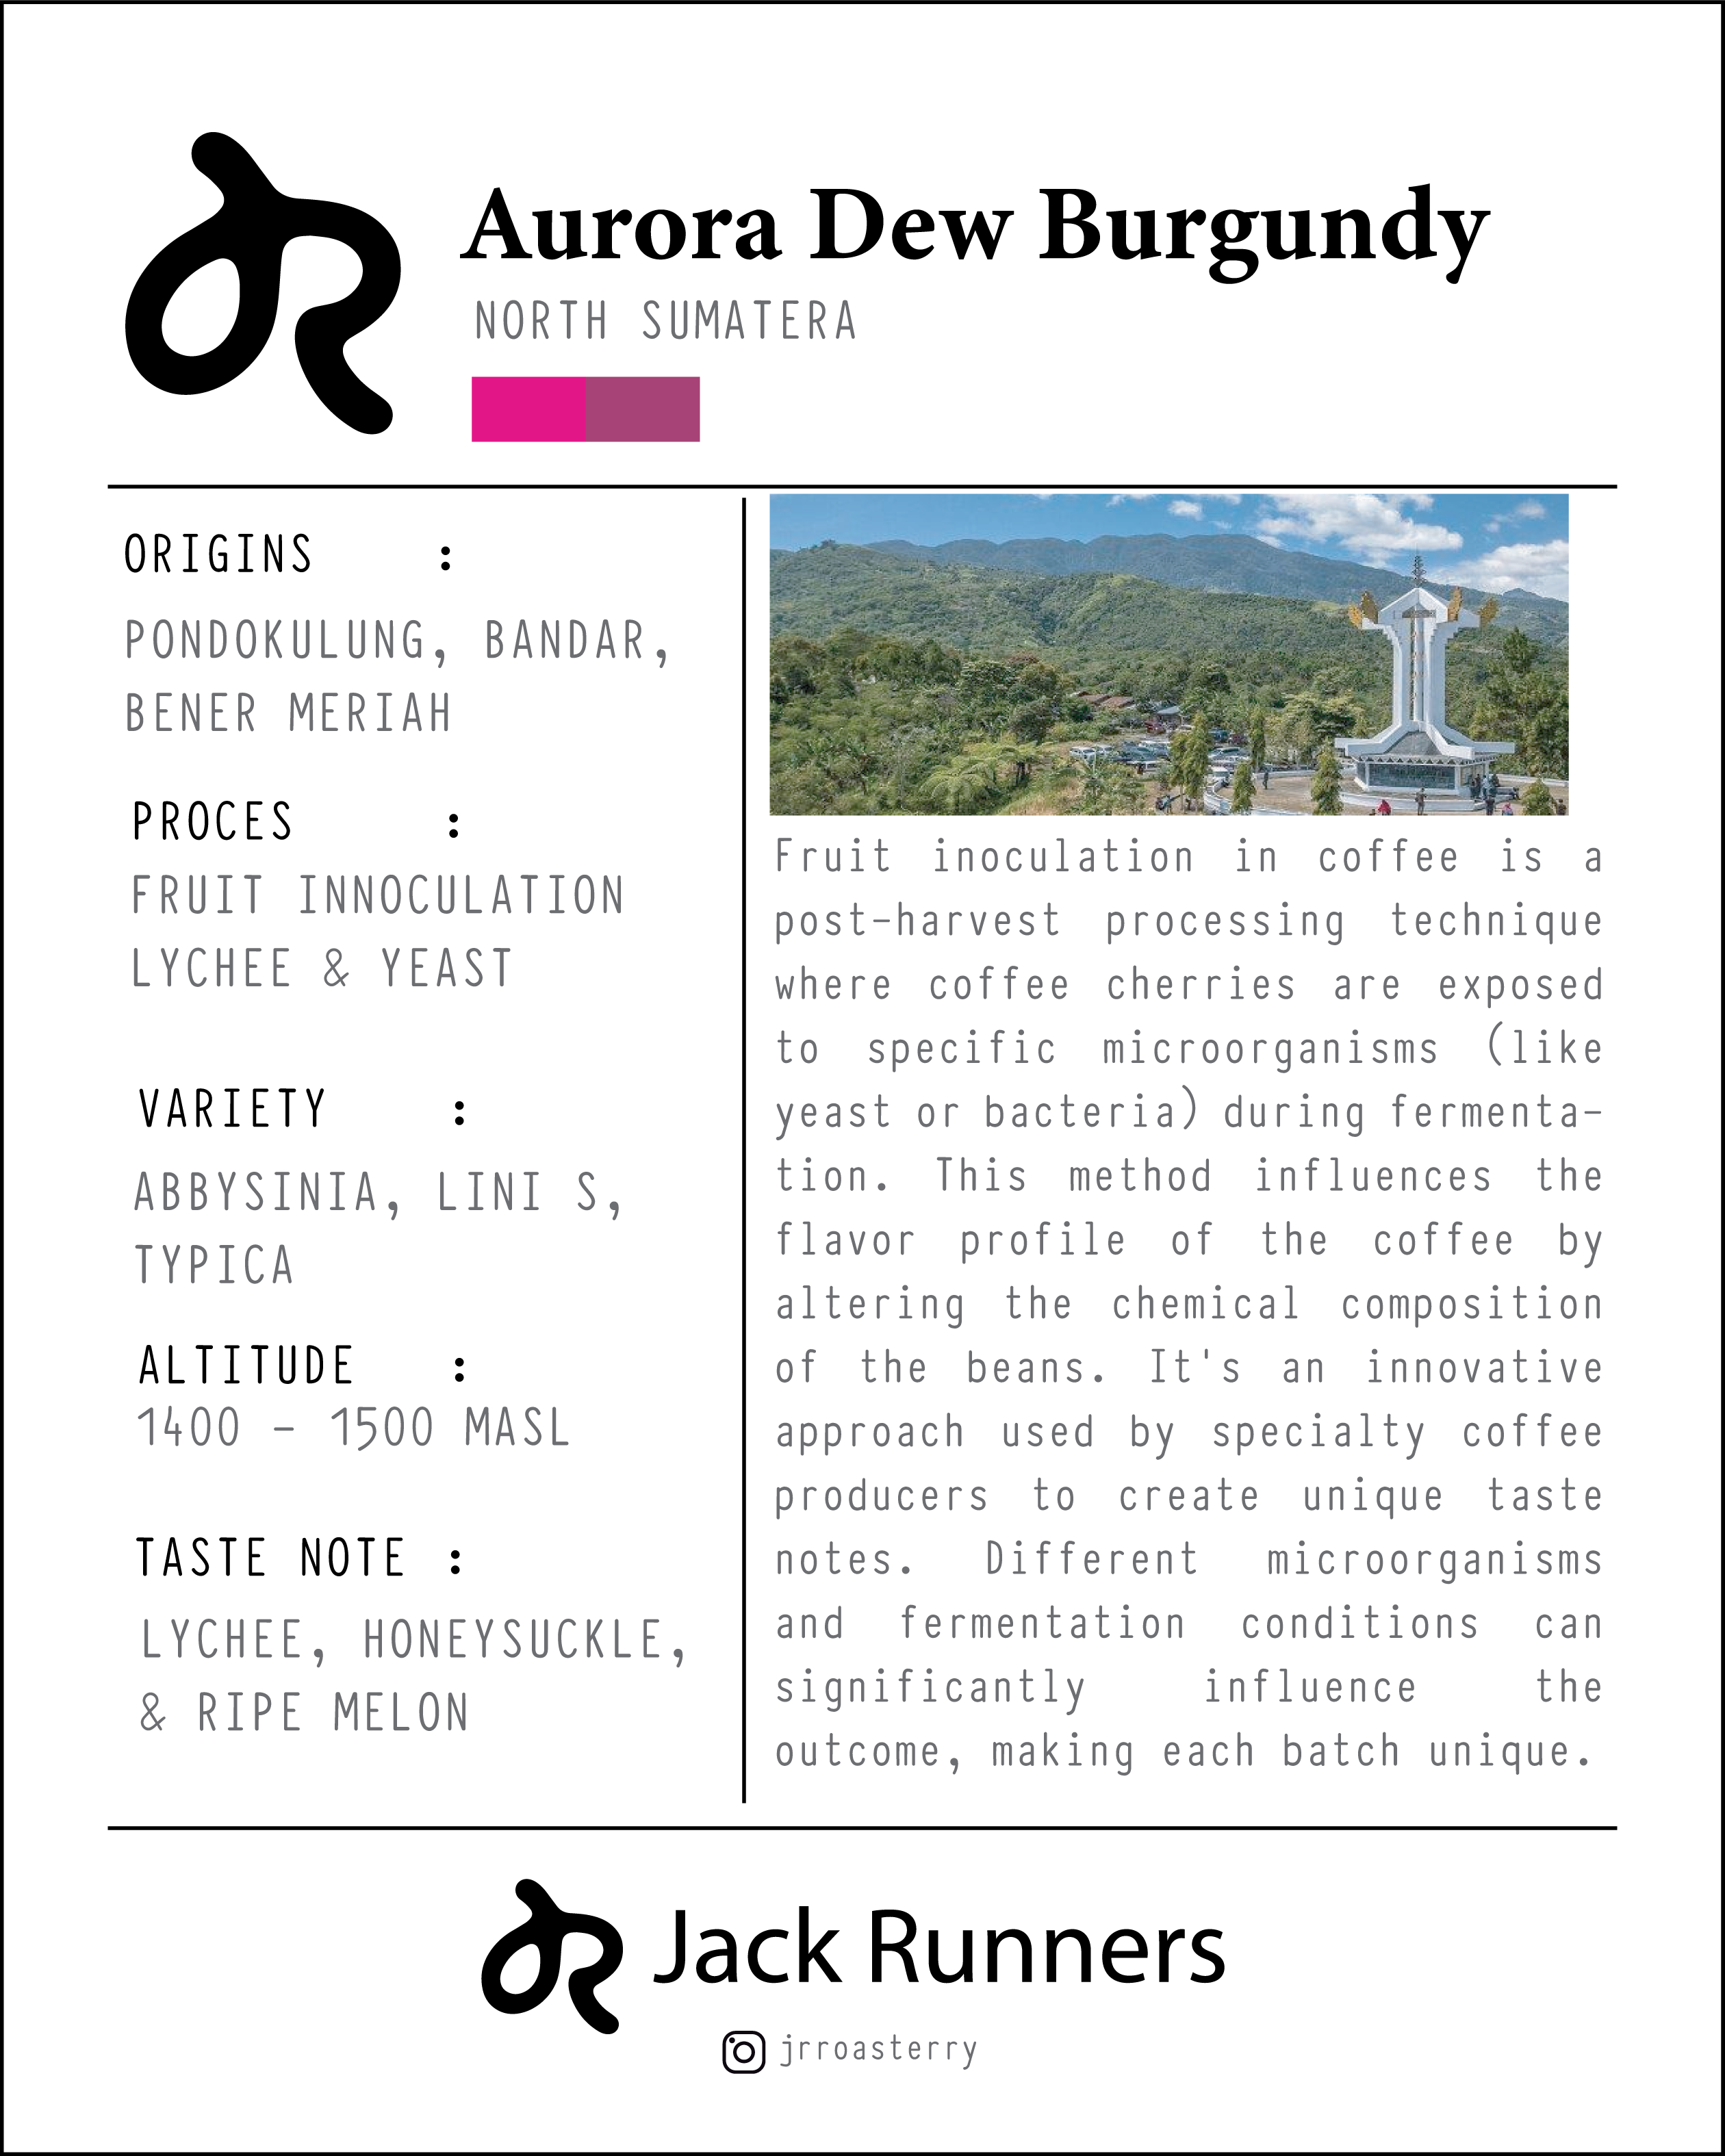 Aurora Dew Burgundy
NORTH SUMATERA
ORIGINS :
PONDOKULUNG, BANDAR,
BENER MERIAH
PROCES :
FRUIT INNOCULATION
LYCHEE & YEAST
VARIETY :
ABBYSINIA, LINI S,
TYPICA
ALTITUDE :
1400 - 1500 MASL
TASTE NOTE :
LYCHEE, HONEYSUCKLE,
& RIPE MELON
Fruit inoculation in coffee is a
post-harvest processing technique
where coffee cherries are exposed
to specific microorganisms (like
yeast or bacteria) during fermenta-
tion. This method influences the
flavor profile of the coffee by
altering the chemical composition
of the beans. It's an innovative
approach used by specialty coffee
producers to create unique taste
notes. Different microorganisms
and fermentation conditions can
significantly influence the
outcome, making each batch unique.
Jack Runners
jrroasterry